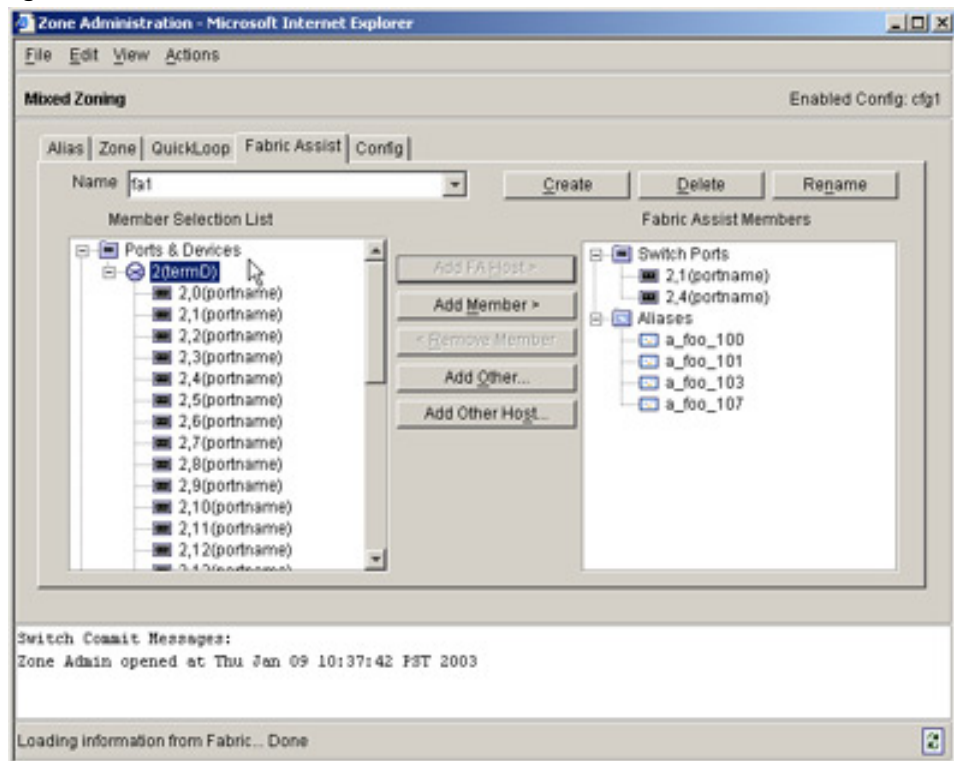 Zone Administration - Microsoft Internet Explorer
File Edit View Actions
Mixed Zoning
Enabled Config: cfg1
Alias Zone QuickLoop Fabric Assist Config
Name fa1 Create Delete Rename
Member Selection List
Ports & Devices
2(termD)
2,0(portname)
2,1(portname)
2,2(portname)
2,3(portname)
2,4(portname)
2,5(portname)
2,6(portname)
2,7(portname)
2,8(portname)
2,9(portname)
2,10(portname)
2,11(portname)
2,12(portname)
Add FA Host >
Add Member >
< Remove Member
Add Other...
Add Other Host...
Fabric Assist Members
Switch Ports
2,1(portname)
2,4(portname)
Aliases
a_foo_100
a_foo_101
a_foo_103
a_foo_107
Switch Commit Messages:
Zone Admin opened at Thu Jan 09 10:37:42 PST 2003
Loading information from Fabric... Done